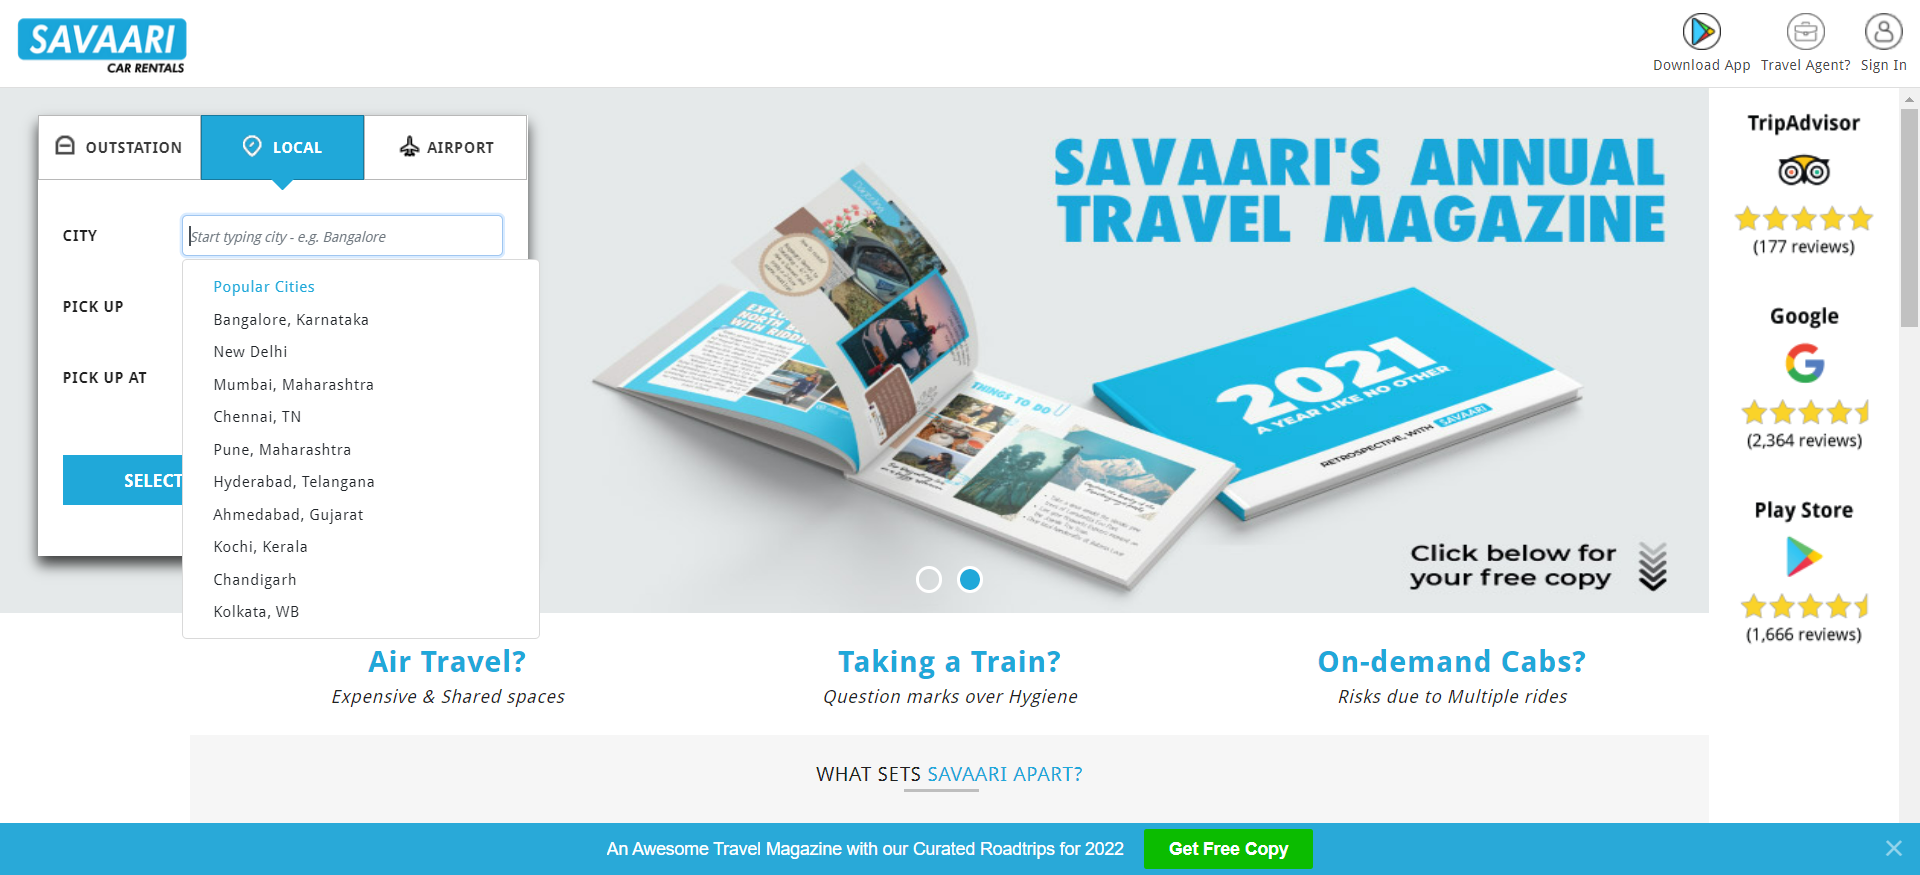 SAVAARI
CAR RENTALS
Download App
Travel Agent?
Sign In
OUTSTATION
LOCAL
AIRPORT
CITY
Start typing city - e.g. Bangalore
PICK UP
PICK UP AT
SELECT
Popular Cities
Bangalore, Karnataka
New Delhi
Mumbai, Maharashtra
Chennai, TN
Pune, Maharashtra
Hyderabad, Telangana
Ahmedabad, Gujarat
Kochi, Kerala
Chandigarh
Kolkata, WB
SAVAARI'S ANNUAL
TRAVEL MAGAZINE
THINGS TO DO
2021
A YEAR LIKE NO OTHER
RETROSPECTIVE, WITH SAVAARI
Click below for
your free copy
TripAdvisor
(177 reviews)
Google
(2,364 reviews)
Play Store
(1,666 reviews)
Air Travel?
Expensive & Shared spaces
Taking a Train?
Question marks over Hygiene
On-demand Cabs?
Risks due to Multiple rides
WHAT SETS SAVAARI APART?
An Awesome Travel Magazine with our Curated Roadtrips for 2022
Get Free Copy